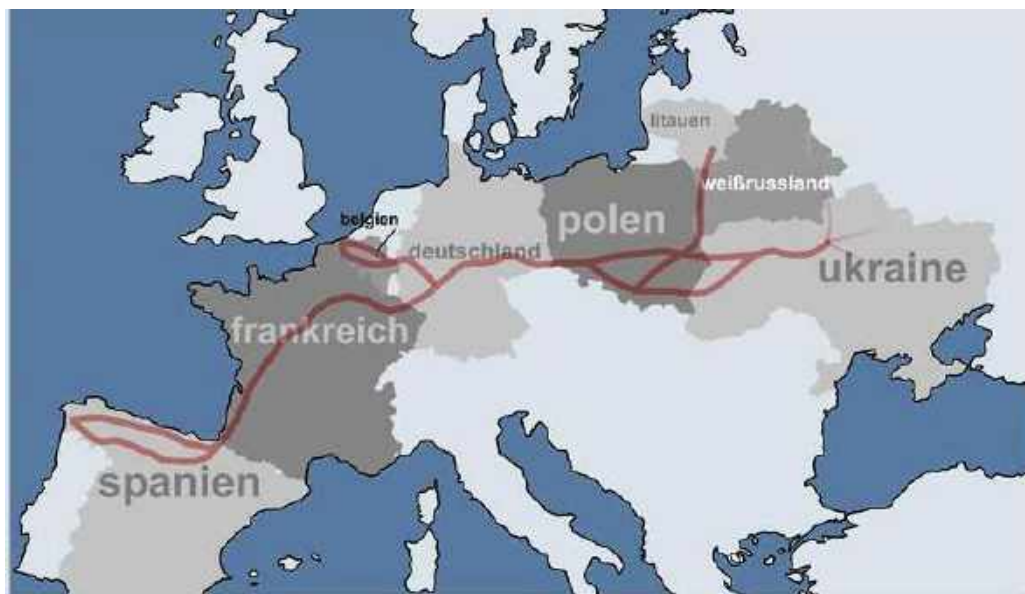 litauen
weißrussland
polen
belgien
deutschland
ukraine
frankreich
spanien